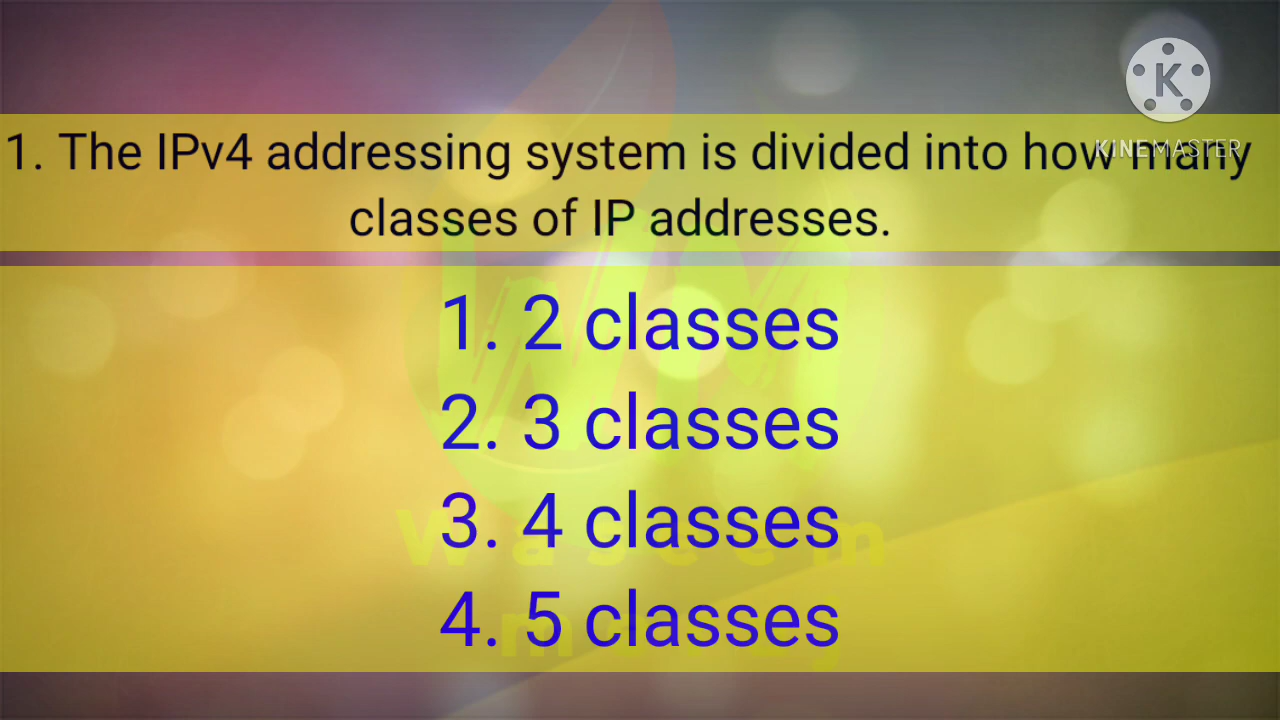 K
KINEMASTER
1. The IPv4 addressing system is divided into how many
classes of IP addresses.
1. 2 classes
2. 3 classes
3. 4 classes
4. 5 classes
Waseem